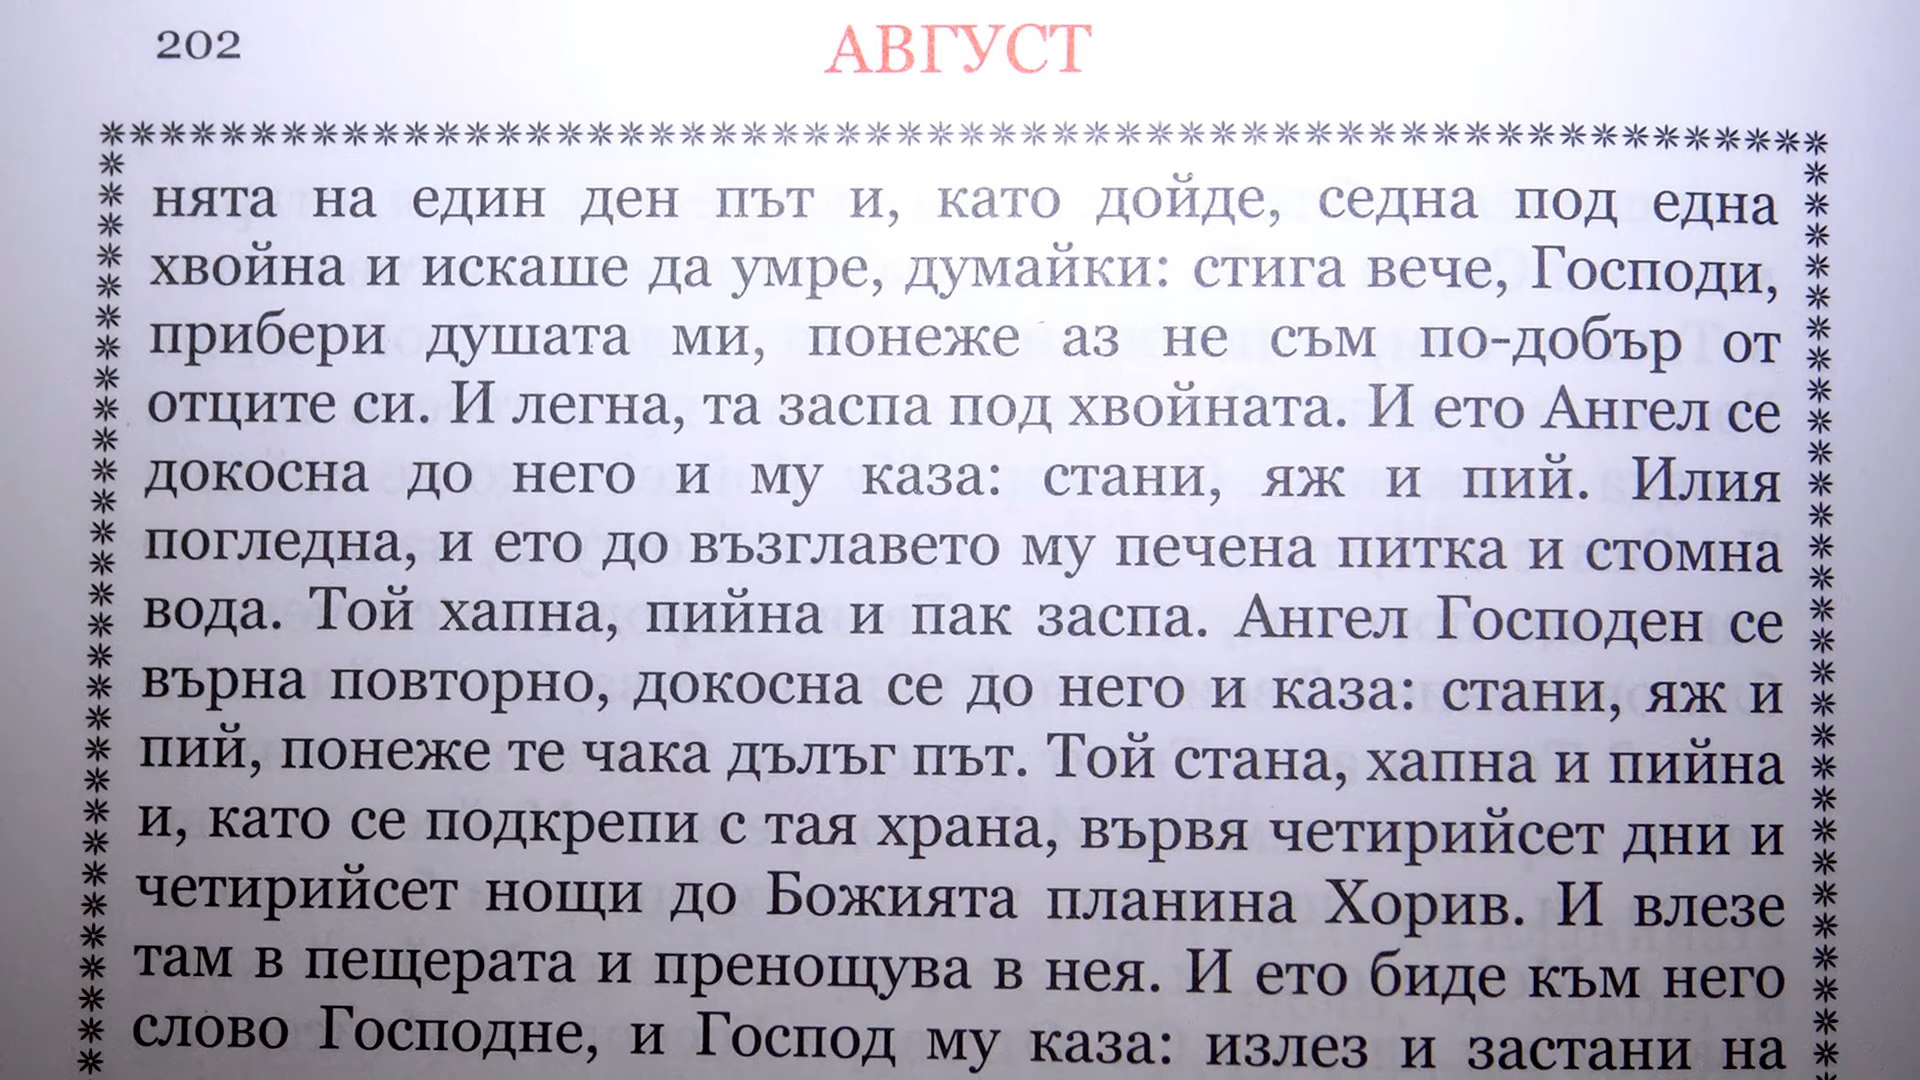 202
АВГУСТ
нята на един ден път и, като дойде, седна под една
хвойна и искаше да умре, думайки: стига вече, Господи,
прибери душата ми, понеже аз не съм по-добър от
отците си. И легна, та заспа под хвойната. И ето Ангел се
докосна до него и му каза: стани, яж и пий. Илия
погледна, и ето до възглавето му печена питка и стомна
вода. Той хапна, пийна и пак заспа. Ангел Господен се
върна повторно, докосна се до него и каза: стани, яж и
пий, понеже те чака дълъг път. Той стана, хапна и пийна
и, като се подкрепи с тая храна, вървя четирийсет дни и
четирийсет нощи до Божията планина Хорив. И влезе
там в пещерата и пренощува в нея. И ето биде към него
слово Господне, и Господ му каза: излез и застани на